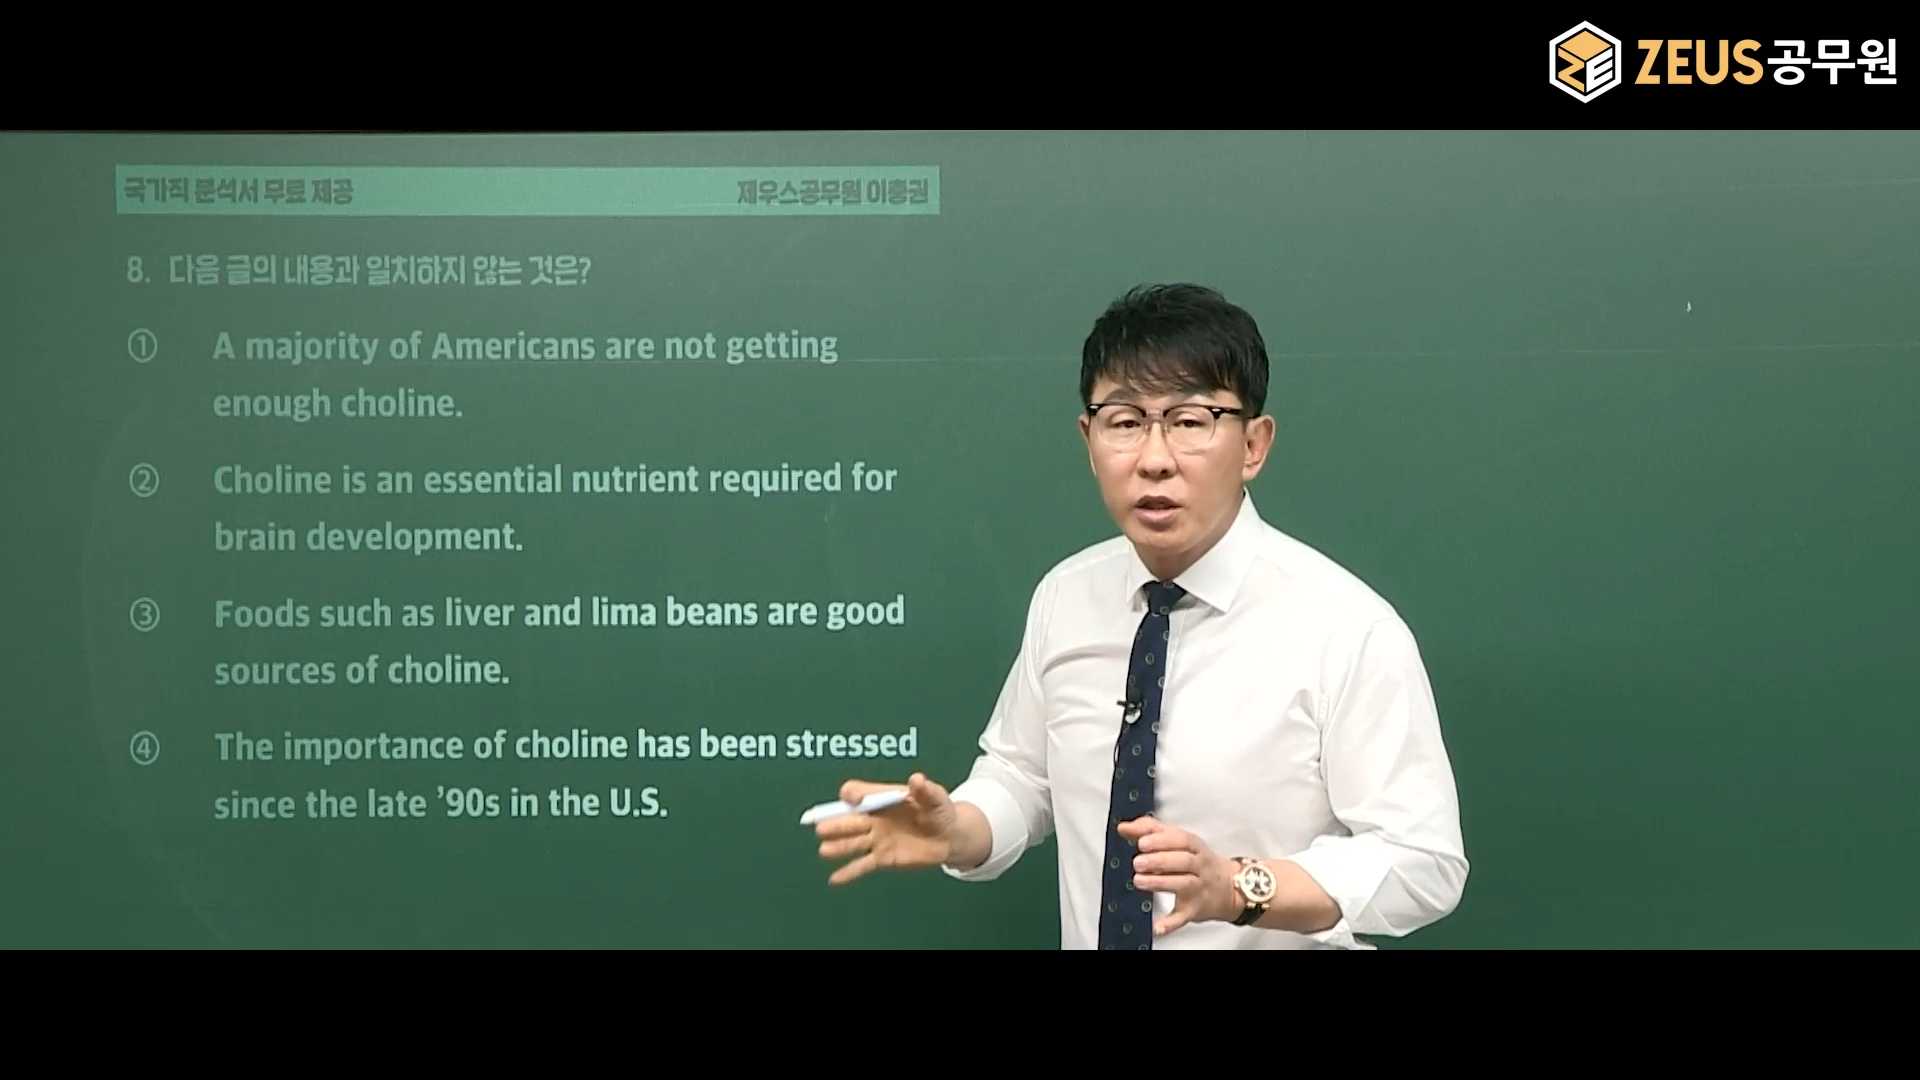 ZEUS공무원
국가직 분석서 무료 제공 제우스공무원 이충권
8. 다음 글의 내용과 일치하지 않는 것은?
① A majority of Americans are not getting
enough choline.
② Choline is an essential nutrient required for
brain development.
③ Foods such as liver and lima beans are good
sources of choline.
④ The importance of choline has been stressed
since the late ’90s in the U.S.